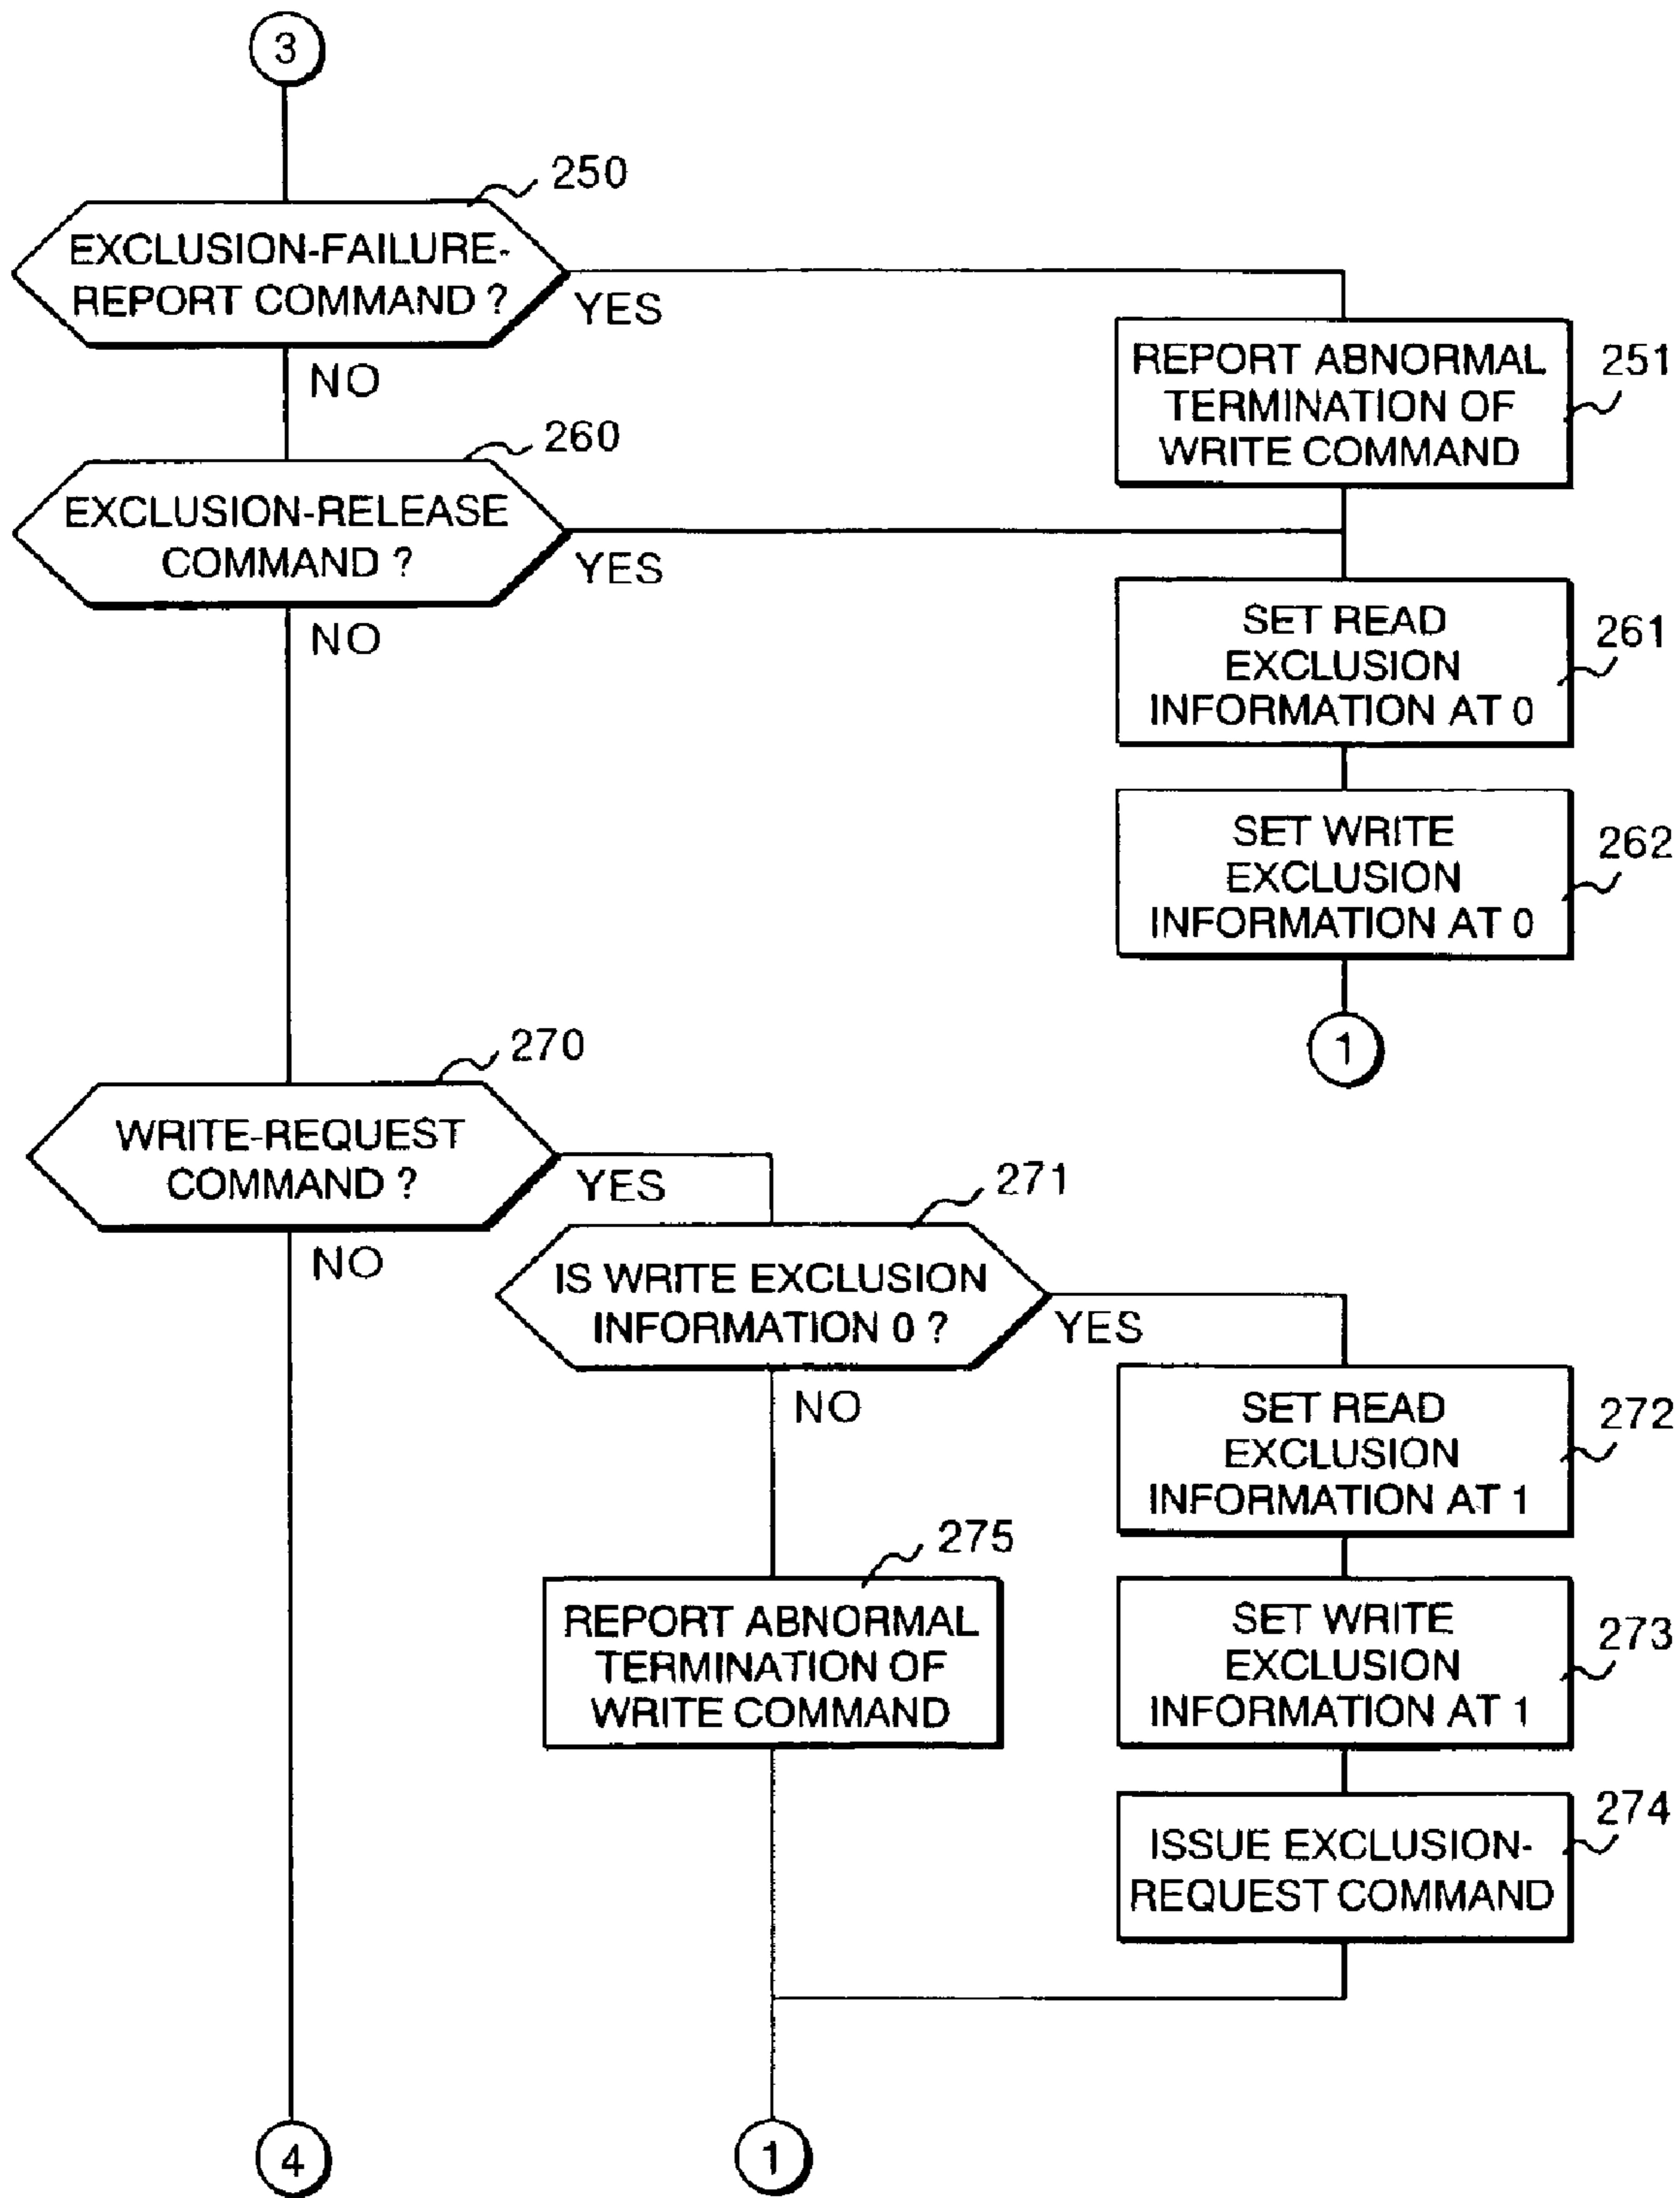 3
250
EXCLUSION-FAILURE-
REPORT COMMAND ?
YES
NO
REPORT ABNORMAL
TERMINATION OF
WRITE COMMAND
251
260
EXCLUSION-RELEASE
COMMAND ?
YES
NO
SET READ
EXCLUSION
INFORMATION AT 0
261
SET WRITE
EXCLUSION
INFORMATION AT 0
262
1
270
WRITE-REQUEST
COMMAND ?
YES
NO
271
IS WRITE EXCLUSION
INFORMATION 0 ?
YES
NO
SET READ
EXCLUSION
INFORMATION AT 1
272
275
REPORT ABNORMAL
TERMINATION OF
WRITE COMMAND
SET WRITE
EXCLUSION
INFORMATION AT 1
273
ISSUE EXCLUSION-
REQUEST COMMAND
274
4
1